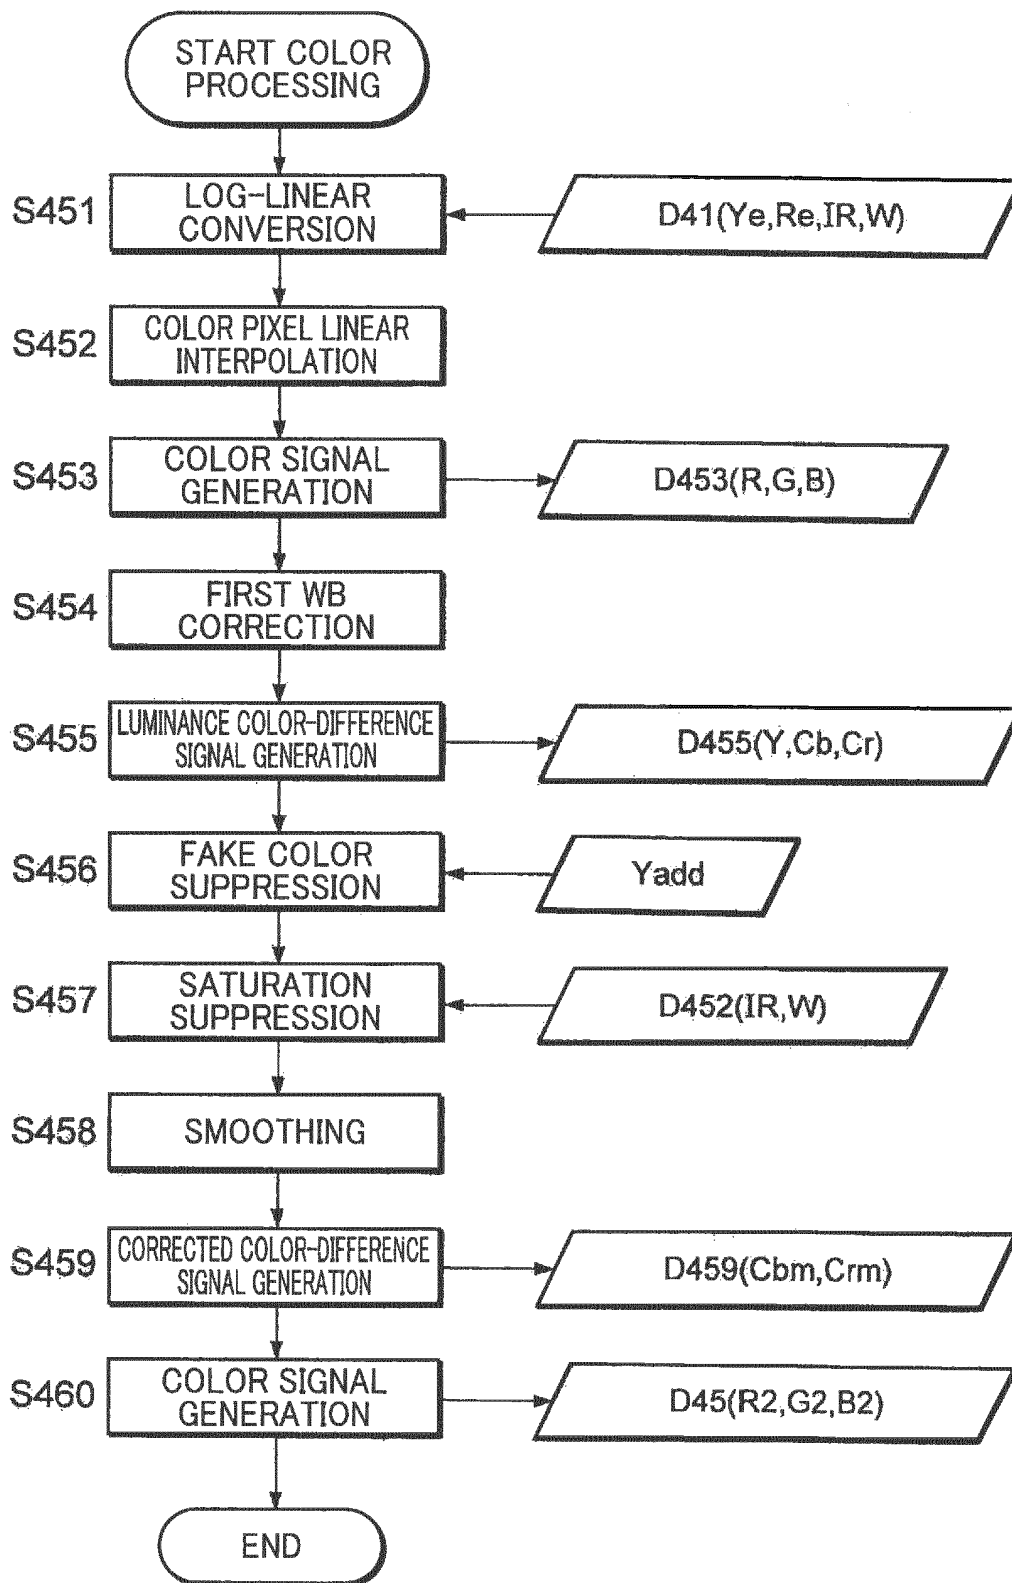 START COLOR
PROCESSING
S451
LOG-LINEAR
CONVERSION
D41(Ye,Re,IR,W)
S452
COLOR PIXEL LINEAR
INTERPOLATION
S453
COLOR SIGNAL
GENERATION
D453(R,G,B)
S454
FIRST WB
CORRECTION
S455
LUMINANCE COLOR-DIFFERENCE
SIGNAL GENERATION
D455(Y,Cb,Cr)
S456
FAKE COLOR
SUPPRESSION
Yadd
S457
SATURATION
SUPPRESSION
D452(IR,W)
S458
SMOOTHING
S459
CORRECTED COLOR-DIFFERENCE
SIGNAL GENERATION
D459(Cbm,Crm)
S460
COLOR SIGNAL
GENERATION
D45(R2,G2,B2)
END